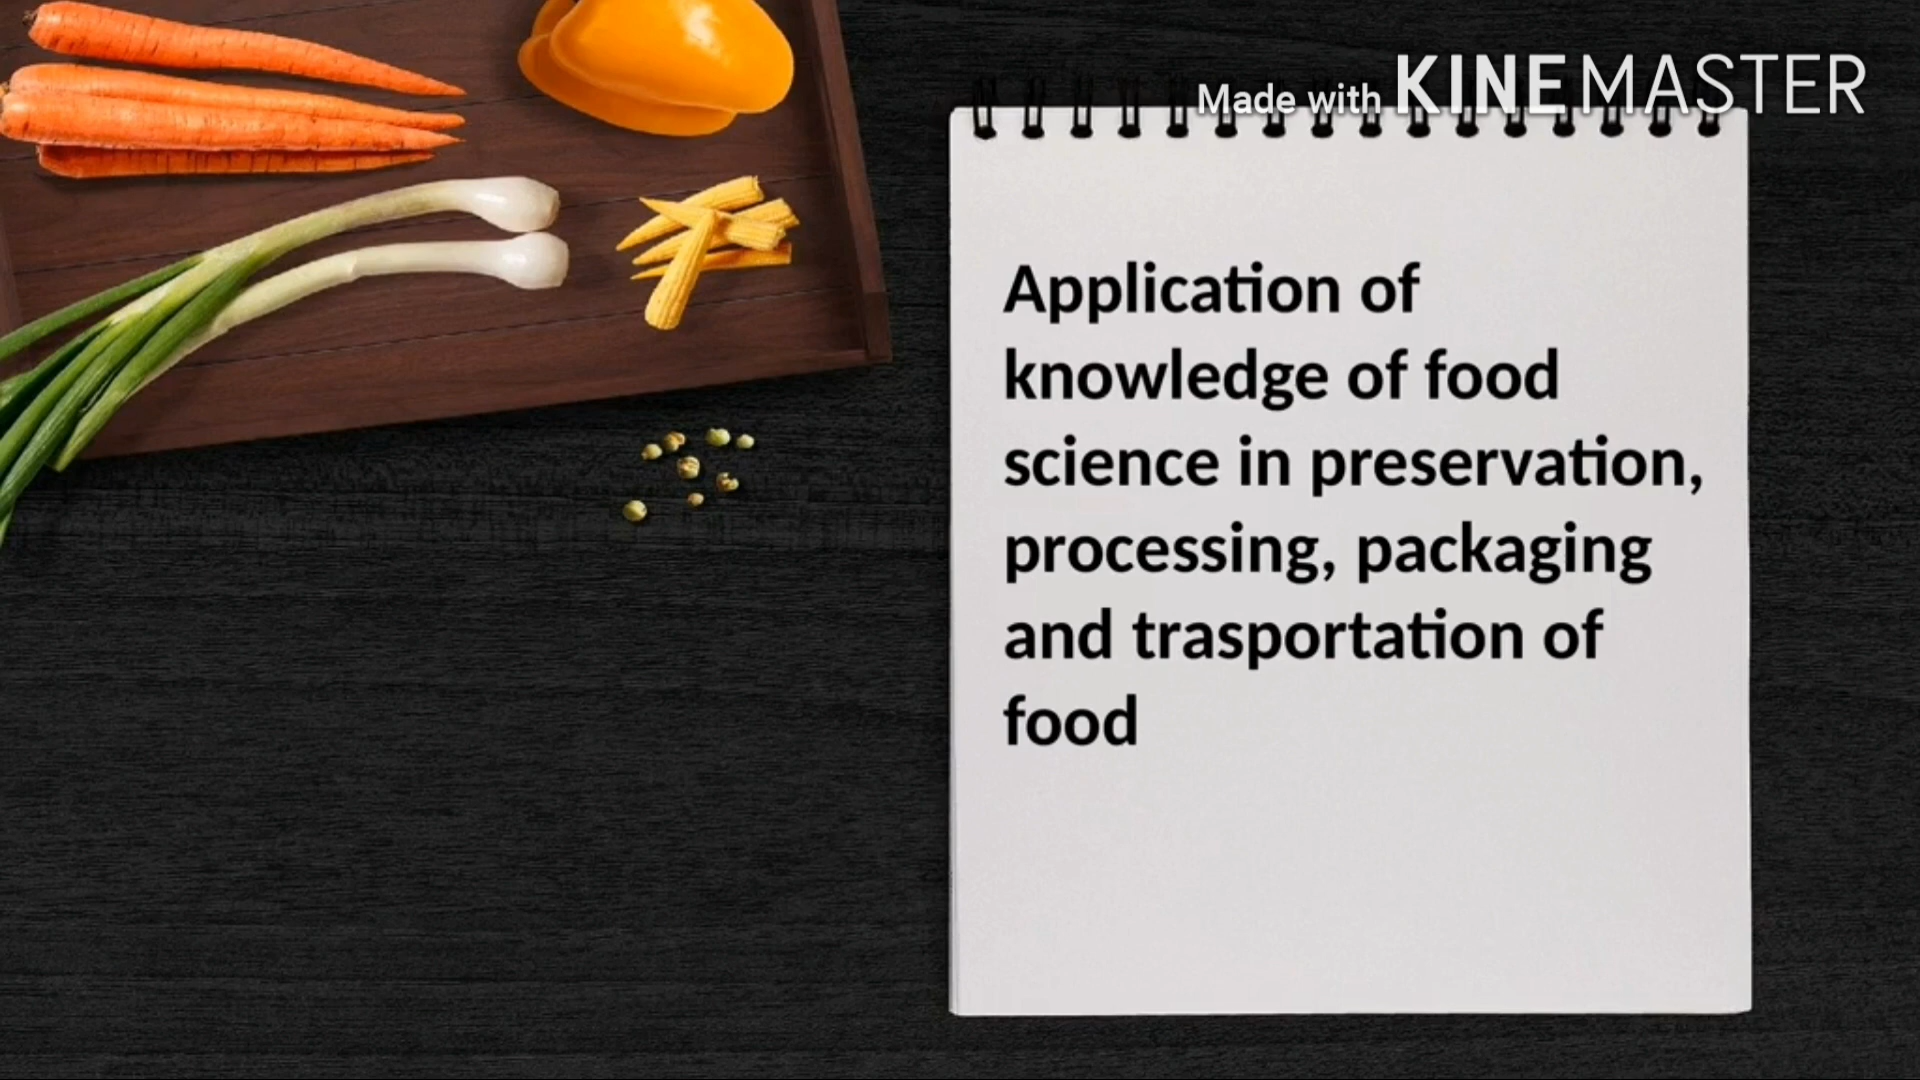 Made with KINEMASTER
Application of
knowledge of food
science in preservation,
processing, packaging
and trasportation of
food